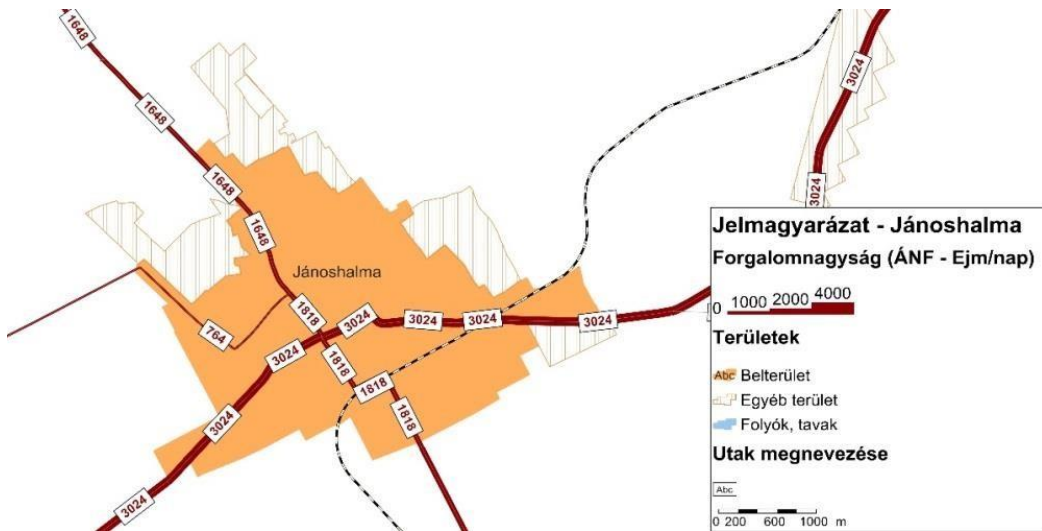 1648
1648
1648
1648
3024
3024
Jánoshalma
764
1818
3024
3024
3024
3024
3024
1818
1818
1818
3024
3024
Jelmagyarázat - Jánoshalma
Forgalomnagyság (ÁNF - Ejm/nap)
0 1000 2000 4000
Területek
Abc Belterület
Egyéb terület
Folyók, tavak
Utak megnevezése
Abc
0 200 600 1000 m